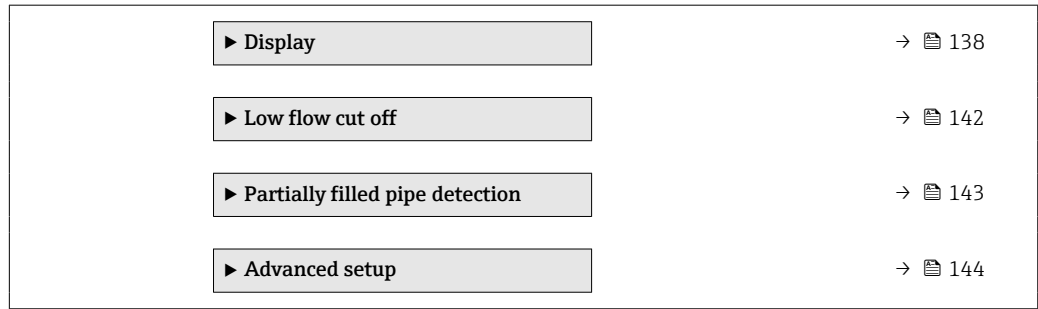 ▶ Display → 🖹 138
▶ Low flow cut off → 🖹 142
▶ Partially filled pipe detection → 🖹 143
▶ Advanced setup → 🖹 144